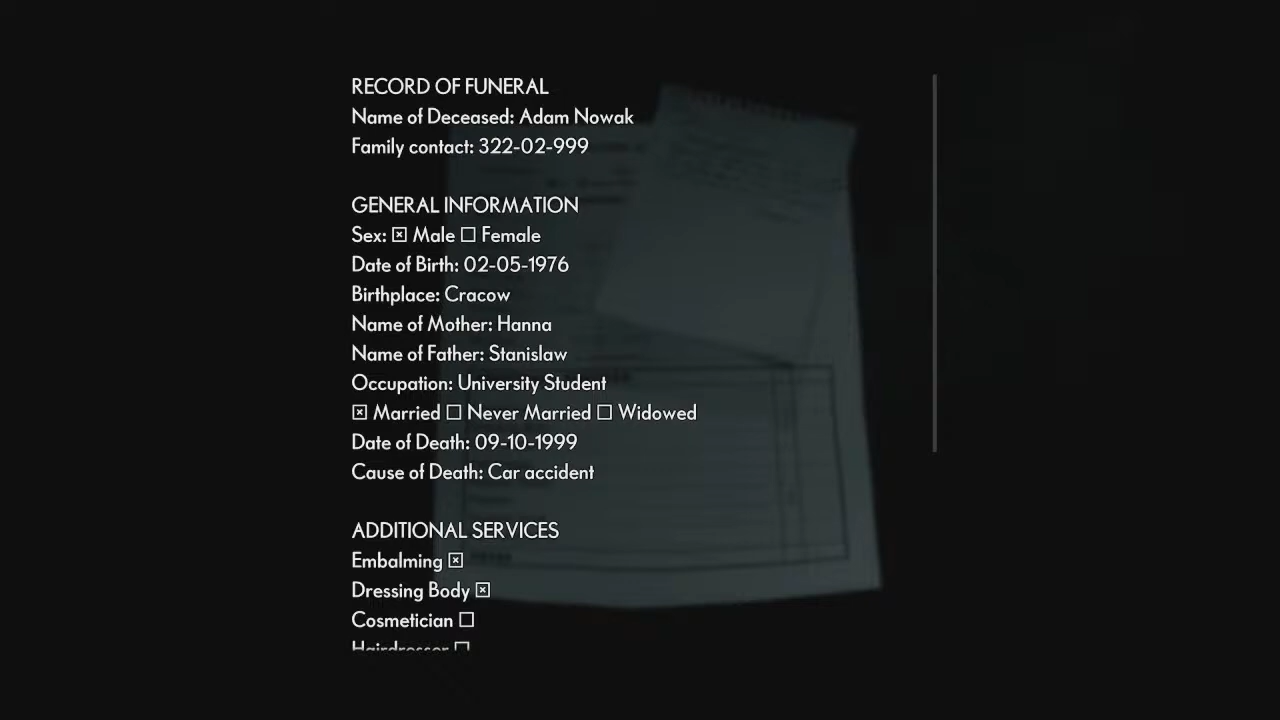 RECORD OF FUNERAL
Name of Deceased: Adam Nowak
Family contact: 322-02-999
GENERAL INFORMATION
Sex: ☒ Male ☐ Female
Date of Birth: 02-05-1976
Birthplace: Cracow
Name of Mother: Hanna
Name of Father: Stanislaw
Occupation: University Student
☒ Married ☐ Never Married ☐ Widowed
Date of Death: 09-10-1999
Cause of Death: Car accident
ADDITIONAL SERVICES
Embalming ☒
Dressing Body ☒
Cosmetician ☐
Hairdresser ☐